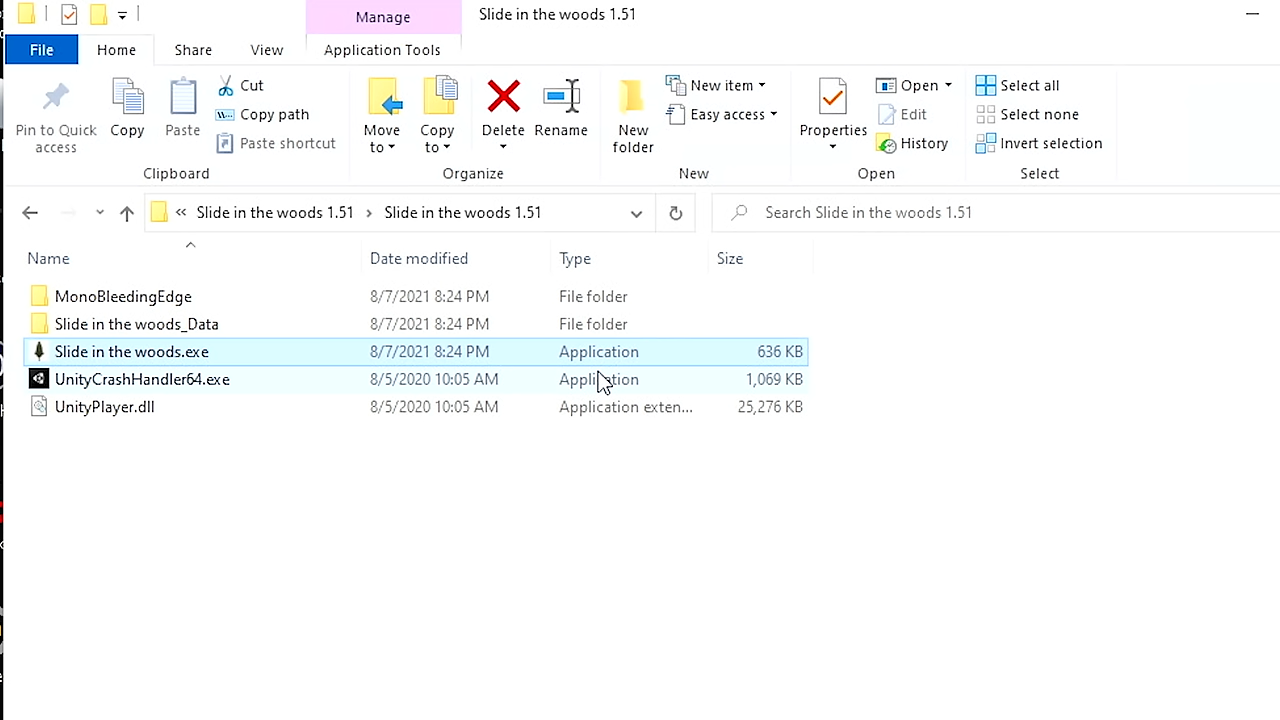 Manage
Slide in the woods 1.51
File
Home
Share
View
Application Tools
Pin to Quick access
Copy
Paste
Cut
Copy path
Paste shortcut
Clipboard
Move to
Copy to
Delete
Rename
Organize
New folder
New item
Easy access
New
Properties
Open
Edit
History
Open
Select all
Select none
Invert selection
Select
« Slide in the woods 1.51 > Slide in the woods 1.51
Search Slide in the woods 1.51
Name Date modified Type Size
MonoBleedingEdge 8/7/2021 8:24 PM File folder
Slide in the woods_Data 8/7/2021 8:24 PM File folder
Slide in the woods.exe 8/7/2021 8:24 PM Application 636 KB
UnityCrashHandler64.exe 8/5/2020 10:05 AM Application 1,069 KB
UnityPlayer.dll 8/5/2020 10:05 AM Application exten... 25,276 KB